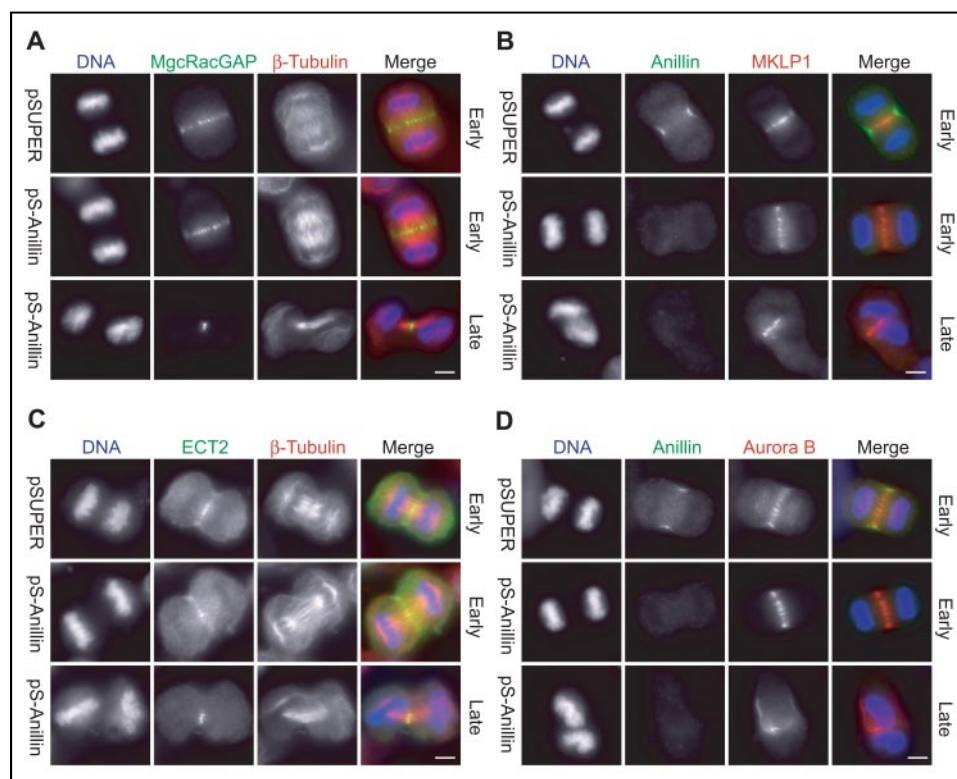 A
DNA MgcRacGAP β-Tubulin Merge
pSUPER Early
pS-Anillin Early
pS-Anillin Late
B
DNA Anillin MKLP1 Merge
pSUPER Early
pS-Anillin Early
pS-Anillin Late
C
DNA ECT2 β-Tubulin Merge
pSUPER Early
pS-Anillin Early
pS-Anillin Late
D
DNA Anillin Aurora B Merge
pSUPER Early
pS-Anillin Early
pS-Anillin Late